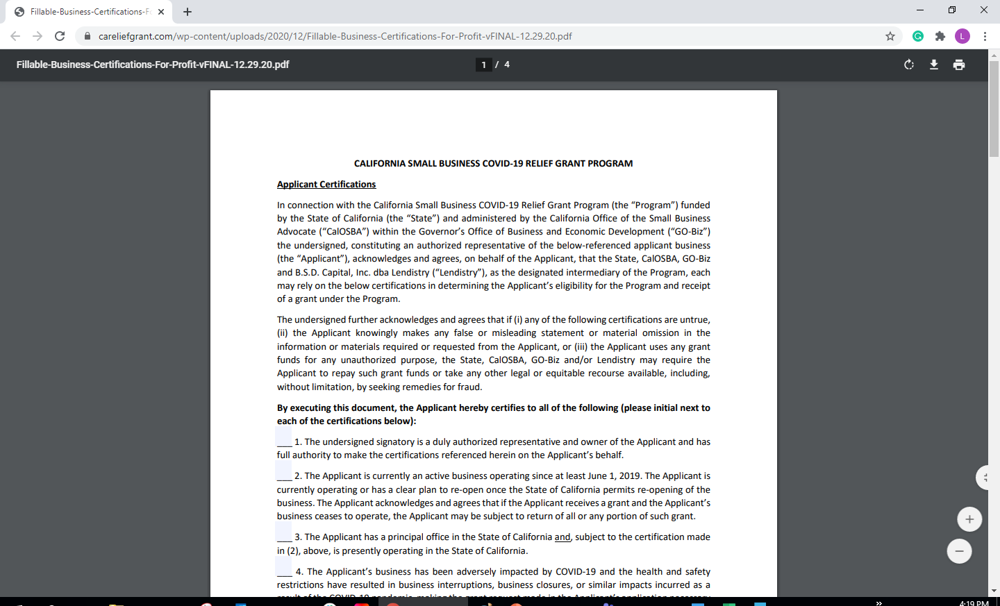 Fillable-Business-Certifications-Fo
careliefgrant.com/wp-content/uploads/2020/12/Fillable-Business-Certifications-For-Profit-vFINAL-12.29.20.pdf
L
Fillable-Business-Certifications-For-Profit-vFINAL-12.29.20.pdf
1 / 4
CALIFORNIA SMALL BUSINESS COVID-19 RELIEF GRANT PROGRAM
Applicant Certifications
In connection with the California Small Business COVID-19 Relief Grant Program (the “Program”) funded
by the State of California (the “State”) and administered by the California Office of the Small Business
Advocate (“CalOSBA”) within the Governor’s Office of Business and Economic Development (“GO-Biz”)
the undersigned, constituting an authorized representative of the below-referenced applicant business
(the “Applicant”), acknowledges and agrees, on behalf of the Applicant, that the State, CalOSBA, GO-Biz
and B.S.D. Capital, Inc. dba Lendistry (“Lendistry”), as the designated intermediary of the Program, each
may rely on the below certifications in determining the Applicant’s eligibility for the Program and receipt
of a grant under the Program.
The undersigned further acknowledges and agrees that if (i) any of the following certifications are untrue,
(ii) the Applicant knowingly makes any false or misleading statement or material omission in the
information or materials required or requested from the Applicant, or (iii) the Applicant uses any grant
funds for any unauthorized purpose, the State, CalOSBA, GO-Biz and/or Lendistry may require the
Applicant to repay such grant funds or take any other legal or equitable recourse available, including,
without limitation, by seeking remedies for fraud.
By executing this document, the Applicant hereby certifies to all of the following (please initial next to
each of the certifications below):
___ 1. The undersigned signatory is a duly authorized representative and owner of the Applicant and has
full authority to make the certifications referenced herein on the Applicant’s behalf.
___ 2. The Applicant is currently an active business operating since at least June 1, 2019. The Applicant is
currently operating or has a clear plan to re-open once the State of California permits re-opening of the
business. The Applicant acknowledges and agrees that if the Applicant receives a grant and the Applicant’s
business ceases to operate, the Applicant may be subject to return of all or any portion of such grant.
___ 3. The Applicant has a principal office in the State of California and, subject to the certification made
in (2), above, is presently operating in the State of California.
___ 4. The Applicant’s business has been adversely impacted by COVID-19 and the health and safety
restrictions have resulted in business interruptions, business closures, or similar impacts incurred as a
result of the COVID-19 pandemic, making the grant request made in the Applicant’s application necessary
4:19 PM